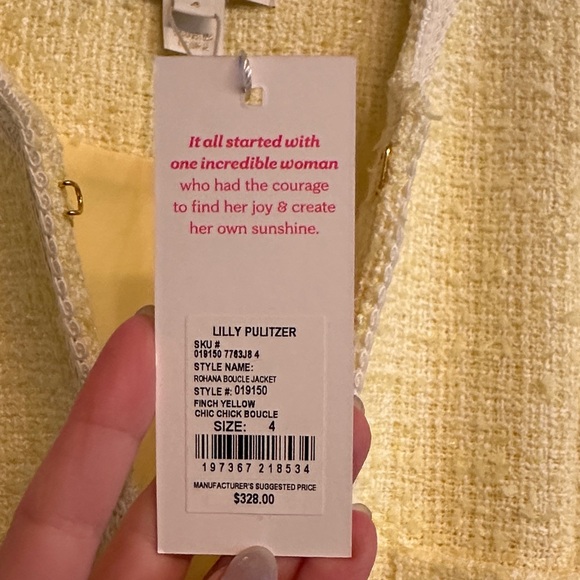 4
It all started with
one incredible woman
who had the courage
to find her joy & create
her own sunshine.
LILLY PULITZER
SKU #
019150 7763J8 4
STYLE NAME:
ROHANA BOUCLE JACKET
STYLE #: 019150
FINCH YELLOW
CHIC CHICK BOUCLE
SIZE: 4
197367 218534
MANUFACTURER'S SUGGESTED PRICE
$328.00